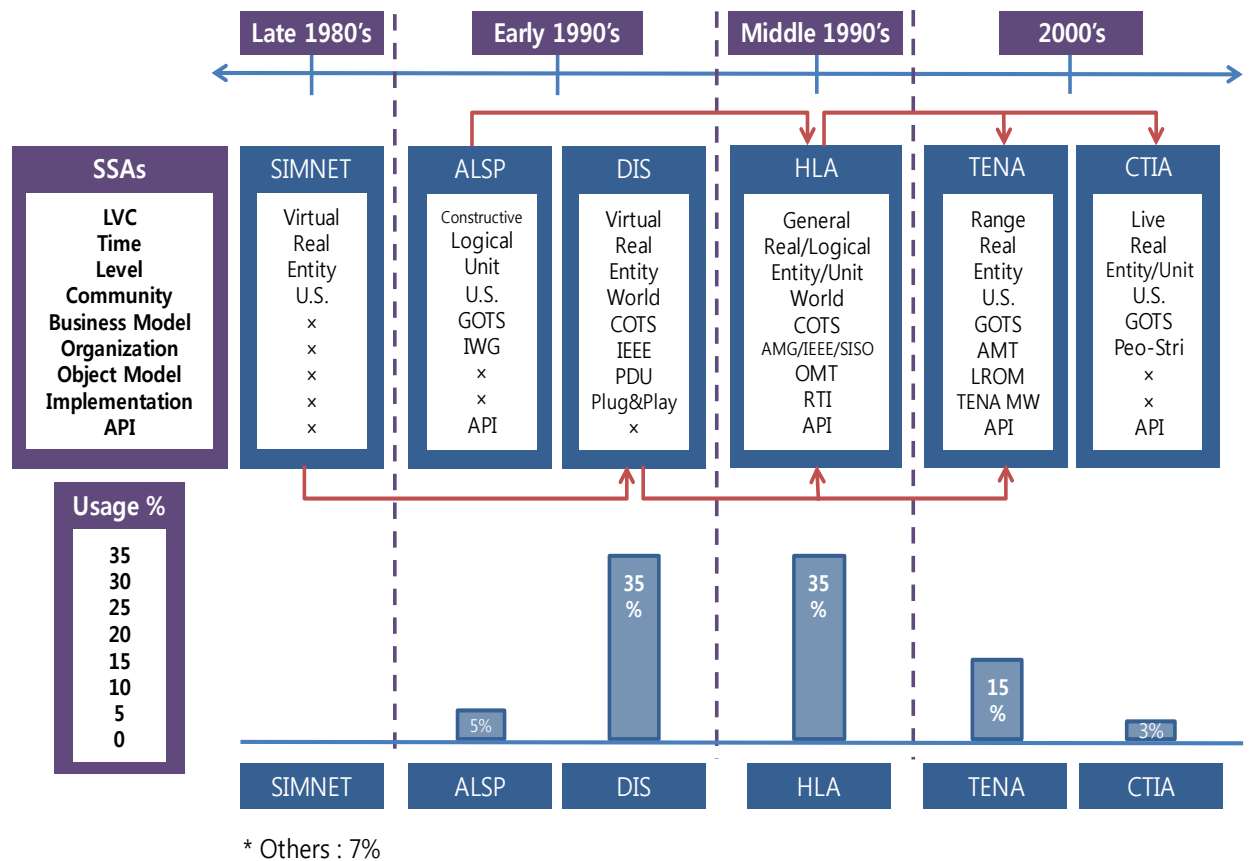 Late 1980's
Early 1990's
Middle 1990's
2000's
SSAs
LVC
Time
Level
Community
Business Model
Organization
Object Model
Implementation
API
SIMNET
Virtual
Real
Entity
U.S.
×
×
×
×
×
ALSP
Constructive
Logical
Unit
U.S.
GOTS
IWG
×
×
API
DIS
Virtual
Real
Entity
World
COTS
IEEE
PDU
Plug&Play
×
HLA
General
Real/Logical
Entity/Unit
World
COTS
AMG/IEEE/SISO
OMT
RTI
API
TENA
Range
Real
Entity
U.S.
GOTS
AMT
LROM
TENA MW
API
CTIA
Live
Real
Entity/Unit
U.S.
GOTS
Peo-Stri
×
×
API
Usage %
35
30
25
20
15
10
5
0
5%
35
%
35
%
15
%
3%
SIMNET
ALSP
DIS
HLA
TENA
CTIA
* Others : 7%